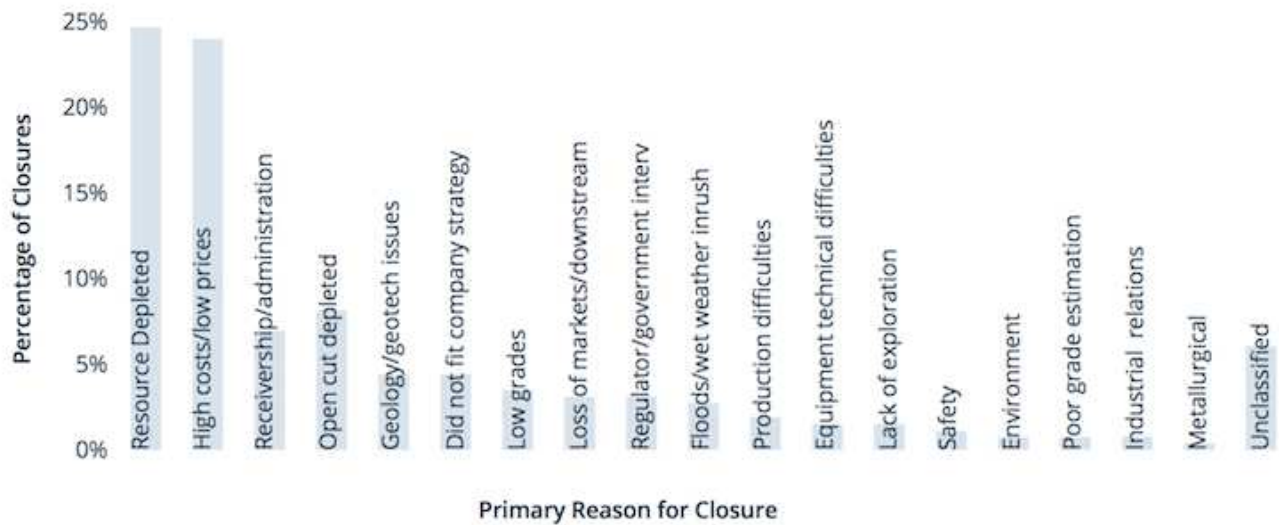 25%
20%
15%
10%
5%
0%
Percentage of Closures
Resource Depleted
High costs/low prices
Receivership/administration
Open cut depleted
Geology/geotech issues
Did not fit company strategy
Low grades
Loss of markets/downstream
Regulator/government interv
Floods/wet weather inrush
Production difficulties
Equipment technical difficulties
Lack of exploration
Safety
Environment
Poor grade estimation
Industrial relations
Metallurgical
Unclassified
Primary Reason for Closure